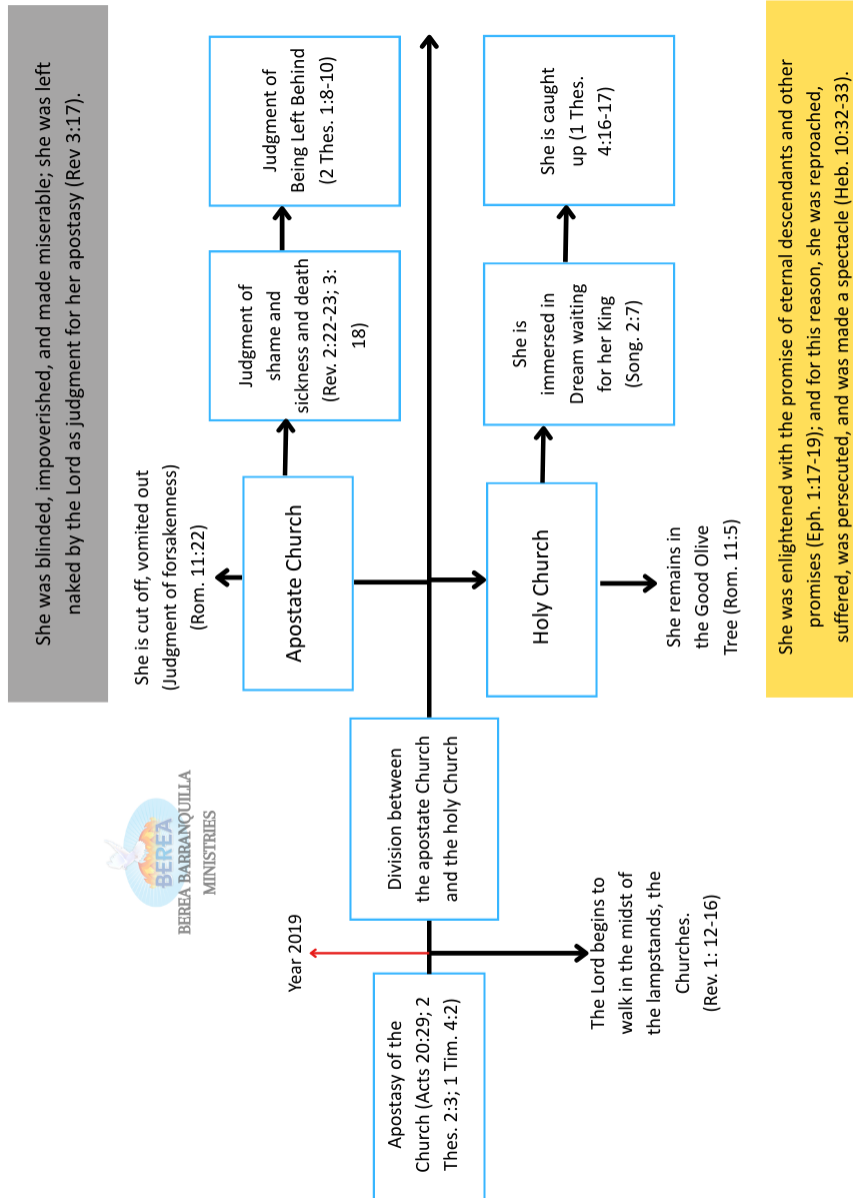 She was blinded, impoverished, and made miserable; she was left
naked by the Lord as judgment for her apostasy (Rev 3:17).
BEREA
BEREA BARRANQUILLA
MINISTRIES
She is cut off, vomited out
(Judgment of forsakenness)
(Rom. 11:22)
Apostate Church
Judgment of
shame and
sickness and death
(Rev. 2:22-23; 3:
18)
Judgment of
Being Left Behind
(2 Thes. 1:8-10)
Year 2019
Apostasy of the
Church (Acts 20:29; 2
Thes. 2:3; 1 Tim. 4:2)
Division between
the apostate Church
and the holy Church
The Lord begins to
walk in the midst of
the lampstands, the
Churches.
(Rev. 1: 12-16)
Holy Church
She is
immersed in
Dream waiting
for her King
(Song. 2:7)
She is caught
up (1 Thes.
4:16-17)
She remains in
the Good Olive
Tree (Rom. 11:5)
She was enlightened with the promise of eternal descendants and other
promises (Eph. 1:17-19); and for this reason, she was reproached,
suffered, was persecuted, and was made a spectacle (Heb. 10:32-33).